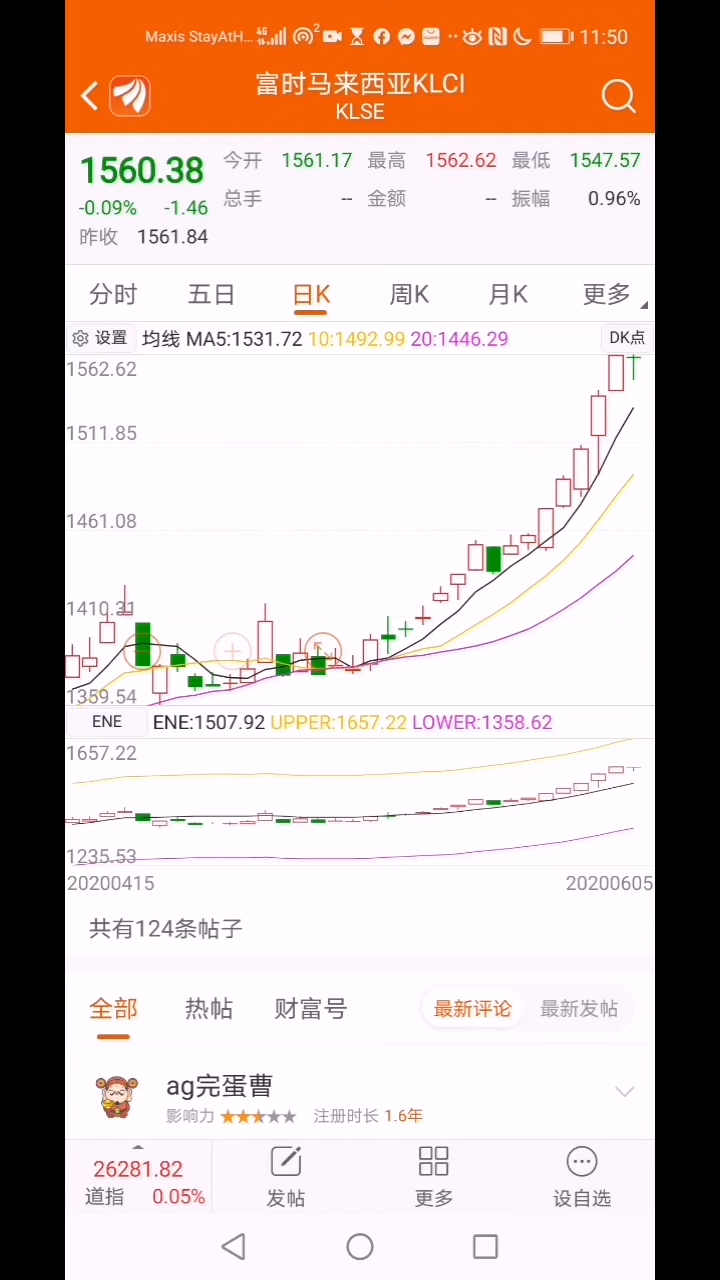 Maxis StayAtH... 4G 2 11:50
富时马来西亚KLCI
KLSE
1560.38 今开 1561.17 最高 1562.62 最低 1547.57
-0.09% -1.46 总手 -- 金额 -- 振幅 0.96%
昨收 1561.84
分时 五日 日K 周K 月K 更多
设置 均线 MA5:1531.72 10:1492.99 20:1446.29 DK点
1562.62
1511.85
1461.08
1410.31
1359.54
ENE ENE:1507.92 UPPER:1657.22 LOWER:1358.62
1657.22
1235.53
20200415 20200605
共有124条帖子
全部 热帖 财富号 最新评论 最新发帖
ag完蛋曹
影响力 ★★★★★ 注册时长 1.6年
26281.82
道指 0.05% 发帖 更多 设自选